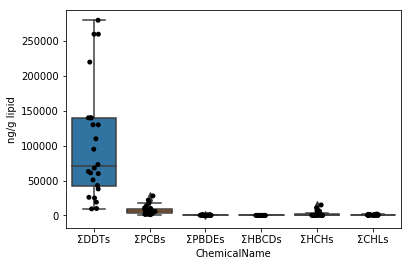 250000
200000
150000
100000
50000
0
ng/g lipid
ΣDDTs ΣPCBs ΣPBDEs ΣHBCDs ΣHCHs ΣCHLs
ChemicalName